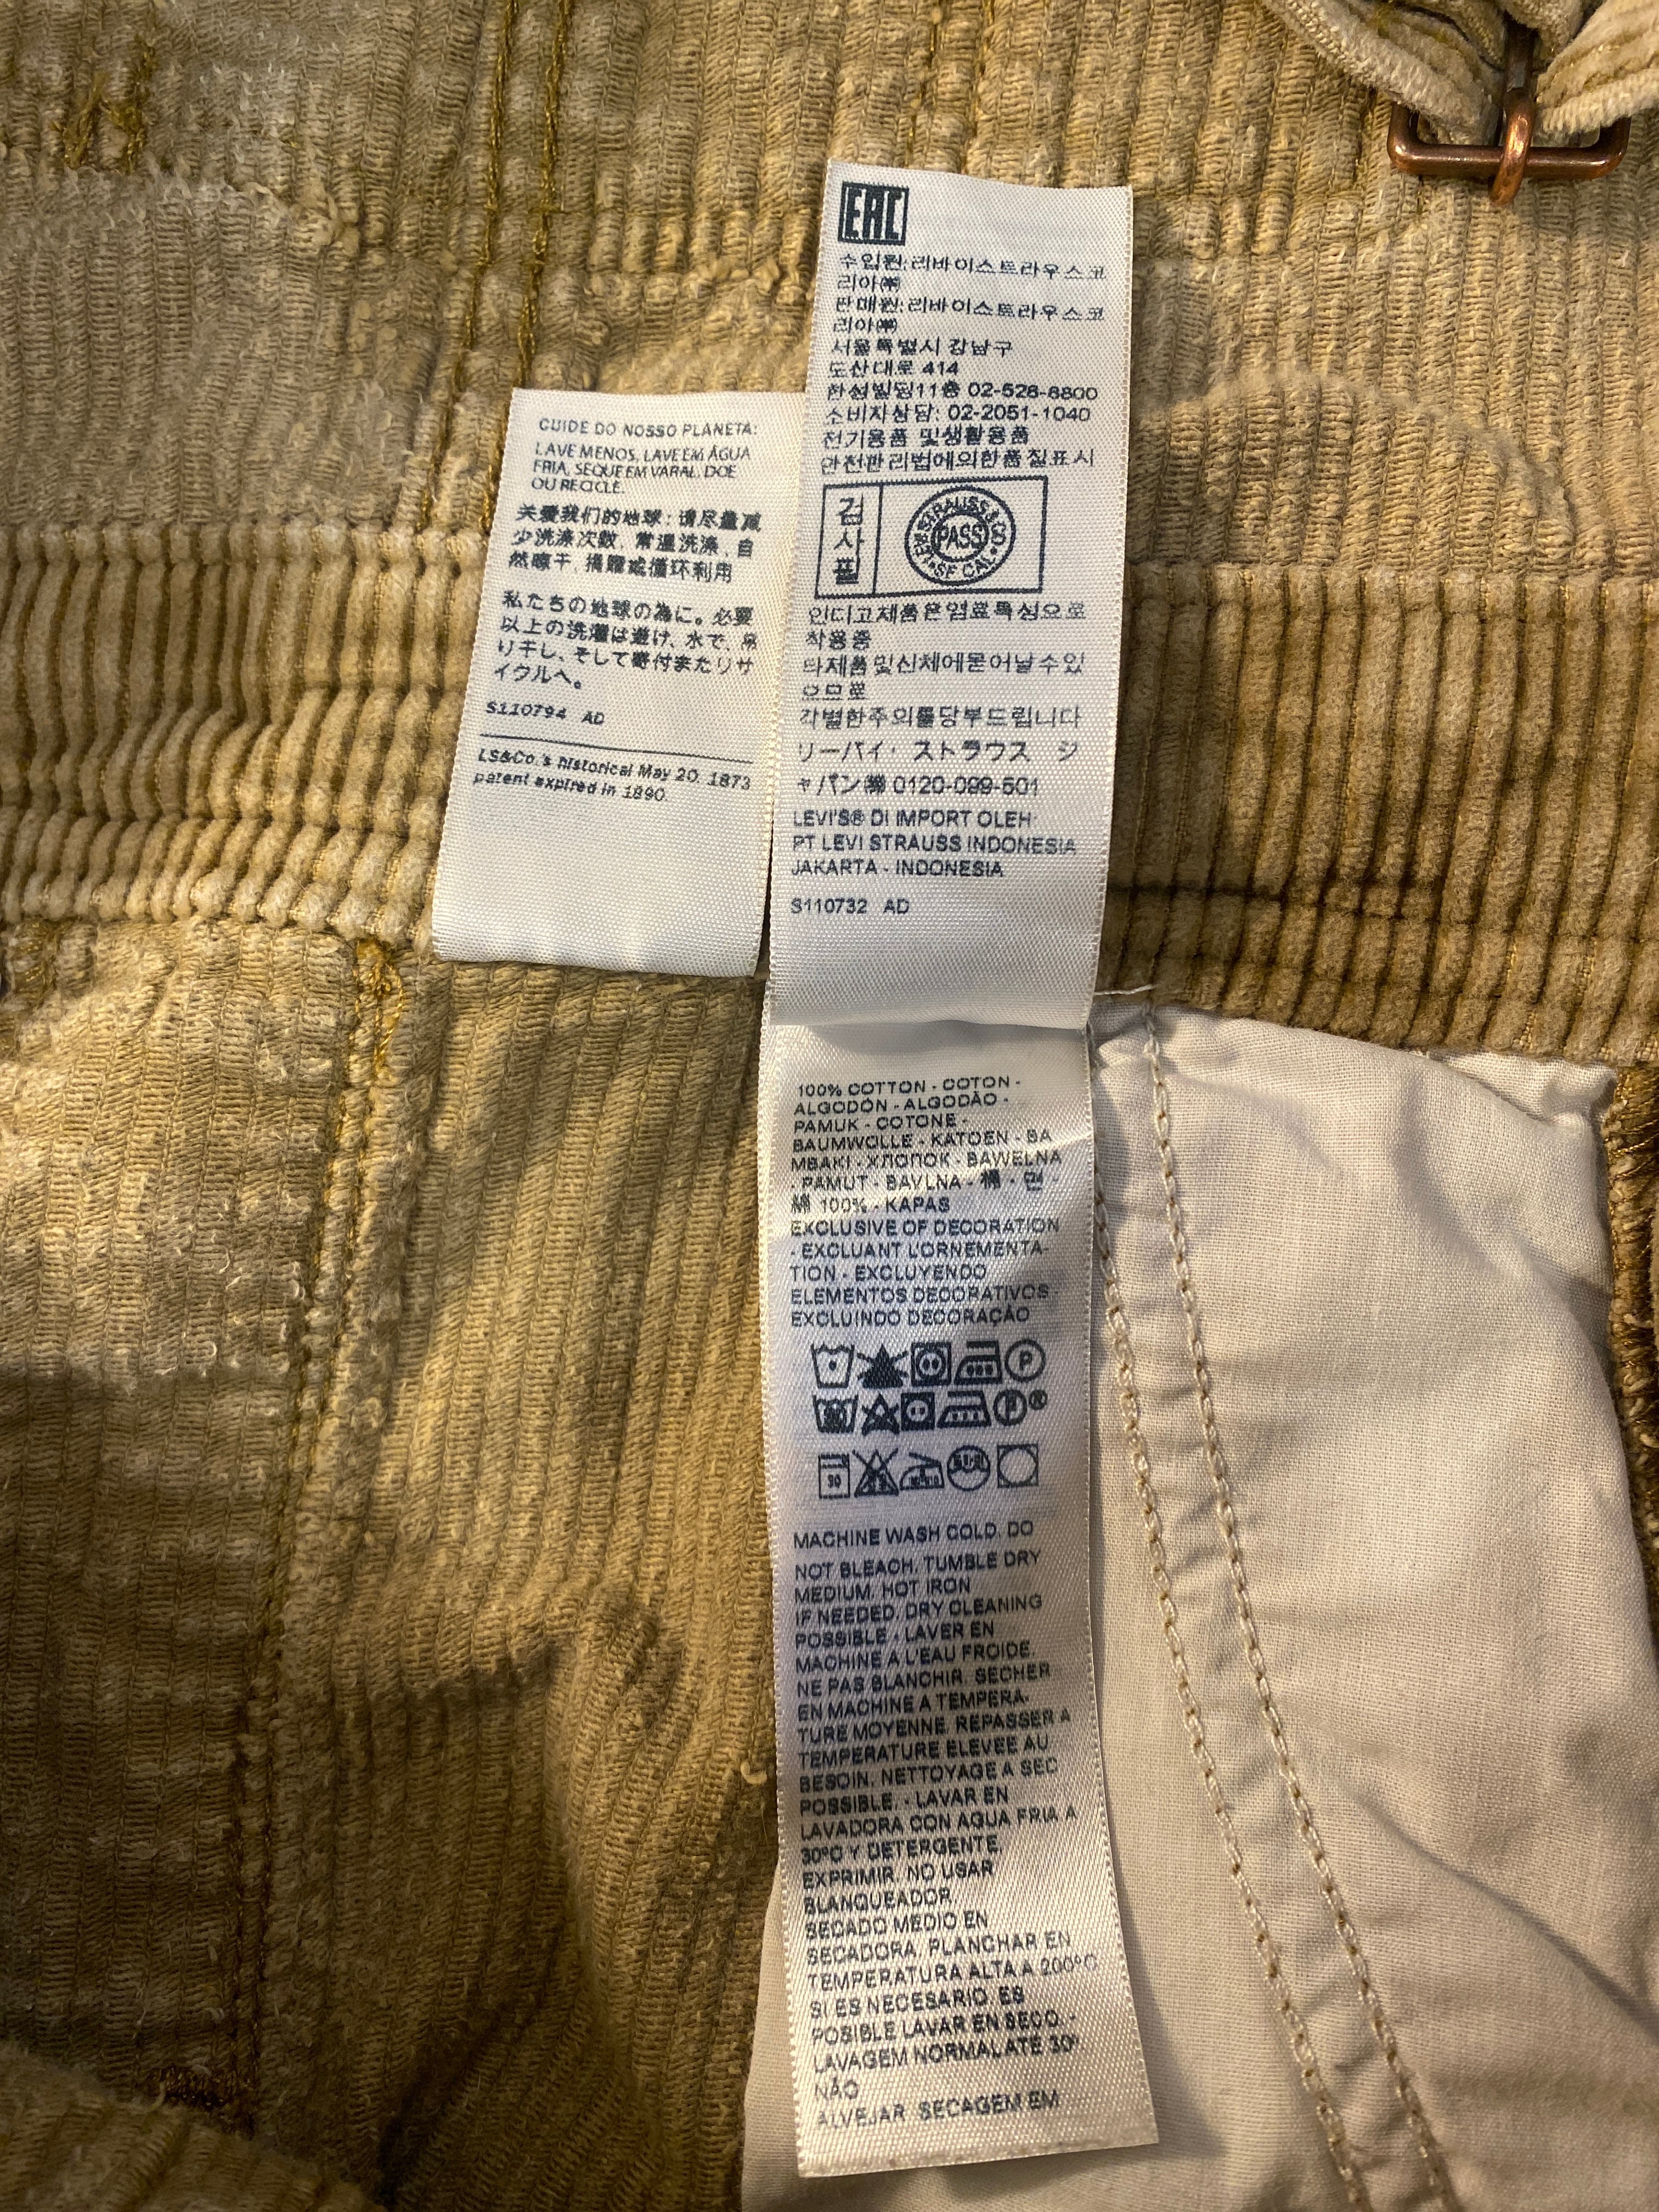 CUIDE DO NOSSO PLANETA:
LAVE MENOS, LAVE EM ÁGUA
FRIA, SEQUE EM VARAL, DOE
OU RECICLE.
关爱我们的地球: 请尽量减
少洗涤次数, 常温洗涤, 自
然晾干, 捐赠或循环利用
私たちの地球の為に。必要
以上の洗濯は避け、水で、吊
り干し、そして寄付またリサ
イクルへ。
S110794 AD
LS&Co.'s historical May 20, 1873
patent expired in 1890
EAC
수입원:리바이스트라우스코
리아㈜
판매원:리바이스트라우스코
리아㈜
서울특별시 강남구
도산대로 414
한성빌딩11층 02-528-8800
소비자상담: 02-2051-1040
전기용품 및생활용품
안전관리법에의한품질표시
검
사
필
LEVI STRAUSS & CO
PASS
SF CAL
인디고제품은염료특성으로
착용중
타제품및신체에묻어날수있
으므로
각별한주의를당부드립니다
リーバイ・ストラウス ジ
ャパン㈱ 0120-099-501
LEVI'S® DI IMPORT OLEH:
PT LEVI STRAUSS INDONESIA
JAKARTA - INDONESIA
S110732 AD
100% COTTON - COTON -
ALGODÓN - ALGODÃO -
PAMUK - COTONE -
BAUMWOLLE - KATOEN - BA
MBAKI - ХЛОПОК - BAWEŁNA
- PAMUT - BAVLNA - 棉 - 면 -
綿 100% - KAPAS
EXCLUSIVE OF DECORATION
- EXCLUANT L'ORNEMENTA-
TION - EXCLUYENDO
ELEMENTOS DECORATIVOS -
EXCLUINDO DECORAÇÃO
P
P ®
30
MACHINE WASH COLD. DO
NOT BLEACH. TUMBLE DRY
MEDIUM. HOT IRON
IF NEEDED. DRY CLEANING
POSSIBLE - LAVER EN
MACHINE A L'EAU FROIDE.
NE PAS BLANCHIR. SECHER
EN MACHINE A TEMPERA-
TURE MOYENNE. REPASSER A
TEMPERATURE ELEVEE AU
BESOIN. NETTOYAGE A SEC
POSSIBLE. - LAVAR EN
LAVADORA CON AGUA FRIA A
30ºC Y DETERGENTE.
EXPRIMIR. NO USAR
BLANQUEADOR.
SECADO MEDIO EN
SECADORA. PLANCHAR EN
TEMPERATURA ALTA A 200ºC
SI ES NECESARIO. ES
POSIBLE LAVAR EN SECO. -
LAVAGEM NORMAL ATÉ 30º.
NÃO
ALVEJAR. SECAGEM EM